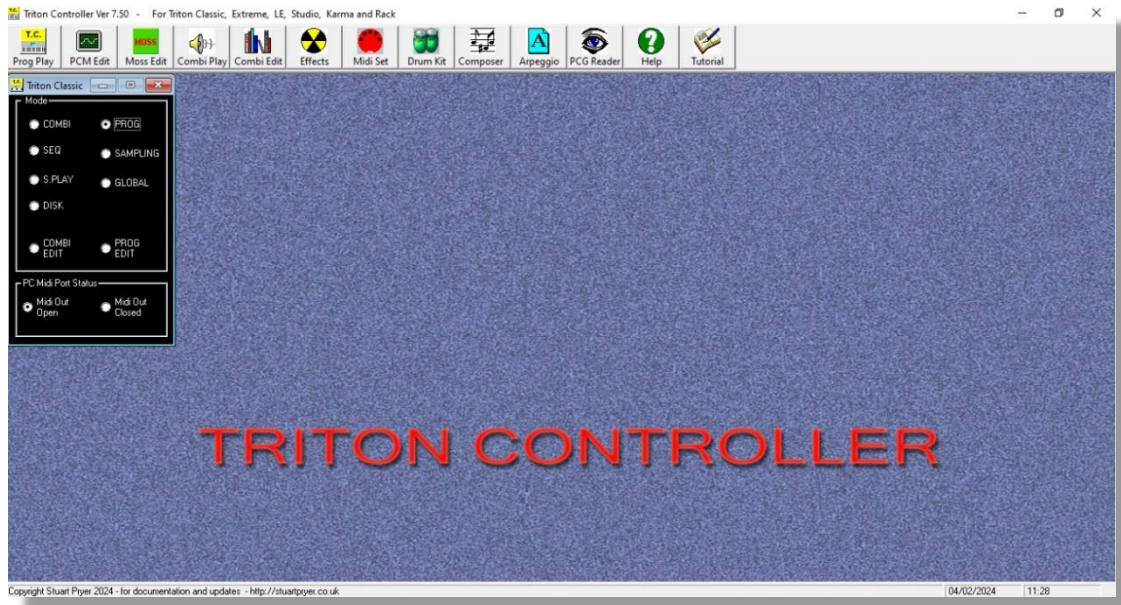 Triton Controller Ver 7.50 - For Triton Classic, Extreme, LE, Studio, Karma and Rack
T.C. MOSS A ?
Prog Play PCM Edit Moss Edit Combi Play Combi Edit Effects Midi Set Drum Kit Composer Arpeggio PCG Reader Help Tutorial
T.C. Triton Classic
Mode
COMBI PROG
SEQ SAMPLING
S.PLAY GLOBAL
DISK
COMBI PROG
EDIT EDIT
PC Midi Port Status
Midi Out Midi Out
Open Closed
TRITON CONTROLLER
Copyright Stuart Pryer 2024 - for documentation and updates - http://stuartpryer.co.uk 04/02/2024 11:28